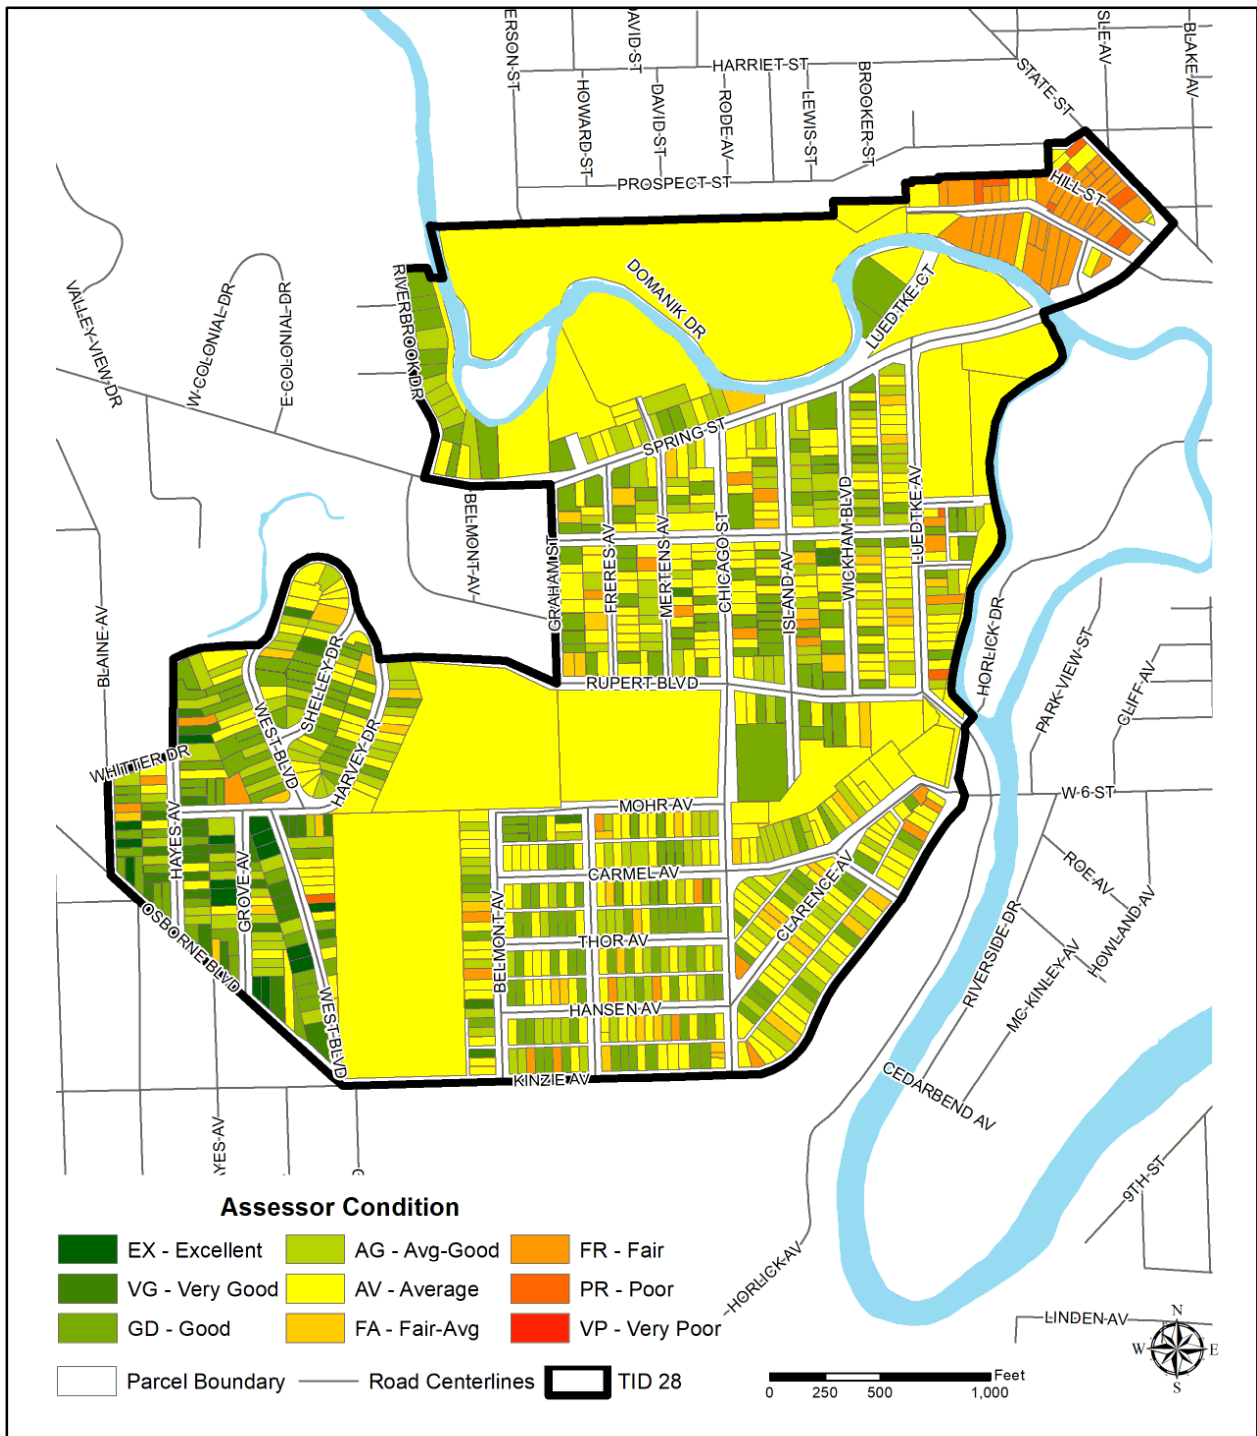 ERSON ST
DAVID ST
SLE AV
BLAKE AV
HARRIET ST
STATE ST
HOWARD ST
DAVID ST
RODE AV
LEWIS ST
BROOKER ST
PROSPECT ST
HILL ST
RIVERBROOK DR
DOMANIK DR
LUEDTKE CT
VALLEY VIEW DR
W COLONIAL DR
E COLONIAL DR
SPRING ST
BELMONT AV
GRAHAM ST
FRERES AV
MERTENS AV
CHICAGO ST
ISLAND AV
WICKHAM BLVD
LUEDTKE AV
BLAINE AV
HORLICK DR
PARK VIEW ST
CLIFF AV
RUPERT BLVD
SHELLEY DR
WEST BLVD
HARVEY DR
WHITTER DR
HAYES AV
MOHR AV
W 6 ST
GROVE AV
CARMEL AV
CLARENCE AV
ROE AV
HOWLAND AV
OSBORNE BLVD
BELMONT AV
THOR AV
RIVERSIDE DR
MC KINLEY AV
WEST BLVD
HANSEN AV
KINZIE AV
CEDARBEND AV
YES AV
9TH ST
HORLICK AV
LINDEN AV
Assessor Condition
EX - Excellent
AG - Avg-Good
FR - Fair
VG - Very Good
AV - Average
PR - Poor
GD - Good
FA - Fair-Avg
VP - Very Poor
Parcel Boundary
Road Centerlines
TID 28
Feet
0 250 500 1,000
N
W E
S